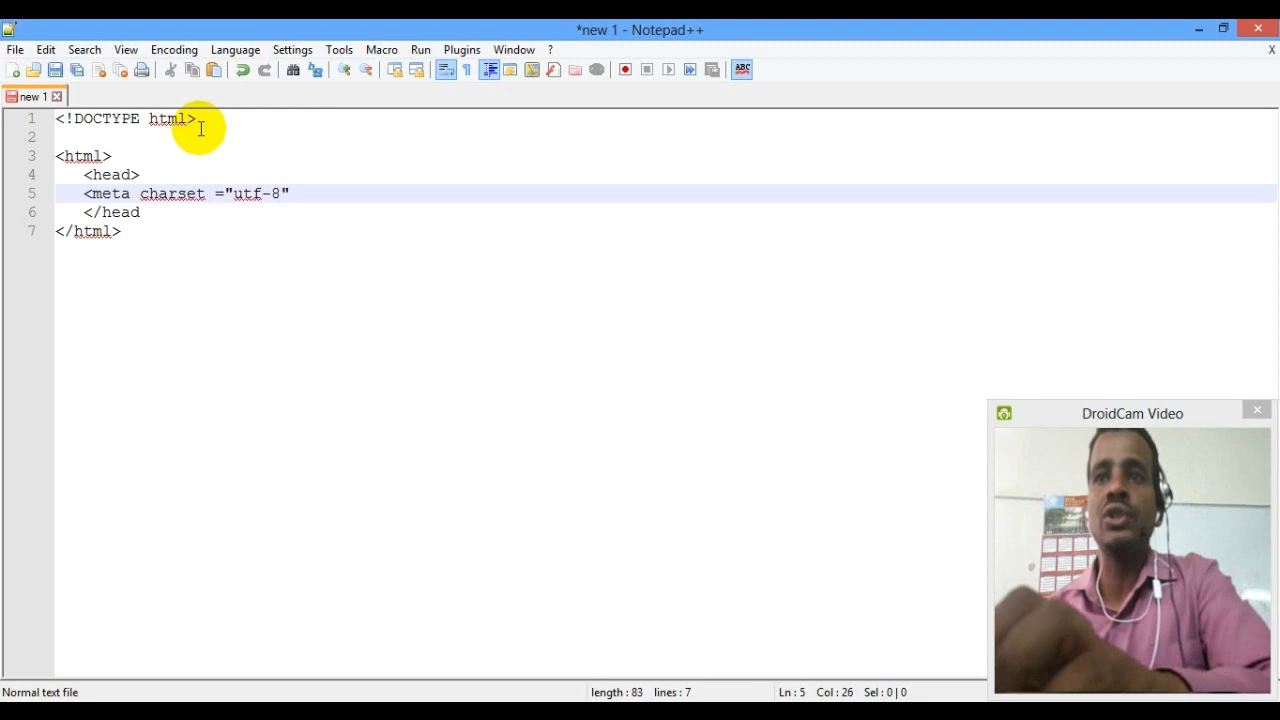 *new 1 - Notepad++
File Edit Search View Encoding Language Settings Tools Macro Run Plugins Window ? X
ABC
new 1
1 <!DOCTYPE html>
2
3 <html>
4 <head>
5 <meta charset ="utf-8"
6 </head
7 </html>
DroidCam Video
Normal text file length : 83 lines : 7 Ln : 5 Col : 26 Sel : 0 | 0